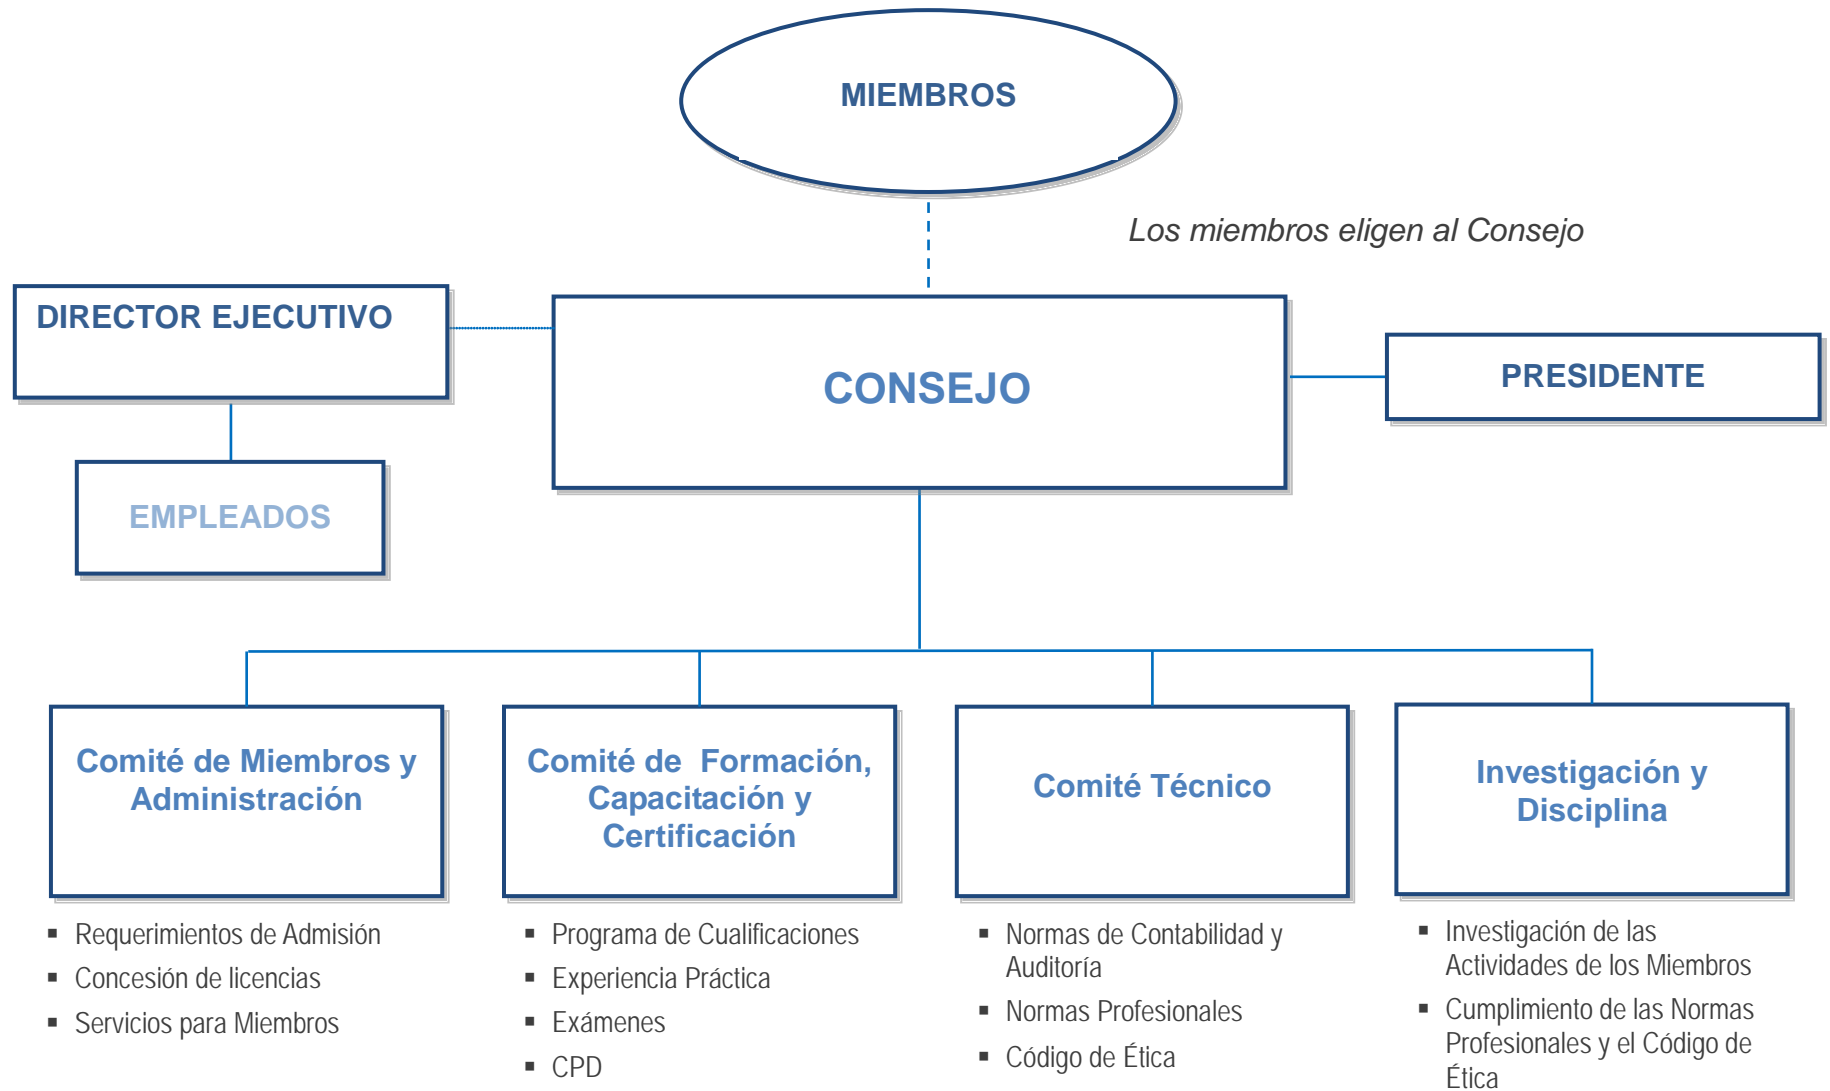 MIEMBROS
Los miembros eligen al Consejo
DIRECTOR EJECUTIVO
CONSEJO
PRESIDENTE
EMPLEADOS
Comité de Miembros y
Administración
▪ Requerimientos de Admisión
▪ Concesión de licencias
▪ Servicios para Miembros
Comité de Formación,
Capacitación y
Certificación
▪ Programa de Cualificaciones
▪ Experiencia Práctica
▪ Exámenes
▪ CPD
Comité Técnico
▪ Normas de Contabilidad y
Auditoría
▪ Normas Profesionales
▪ Código de Ética
Investigación y
Disciplina
▪ Investigación de las
Actividades de los Miembros
▪ Cumplimiento de las Normas
Profesionales y el Código de
Ética